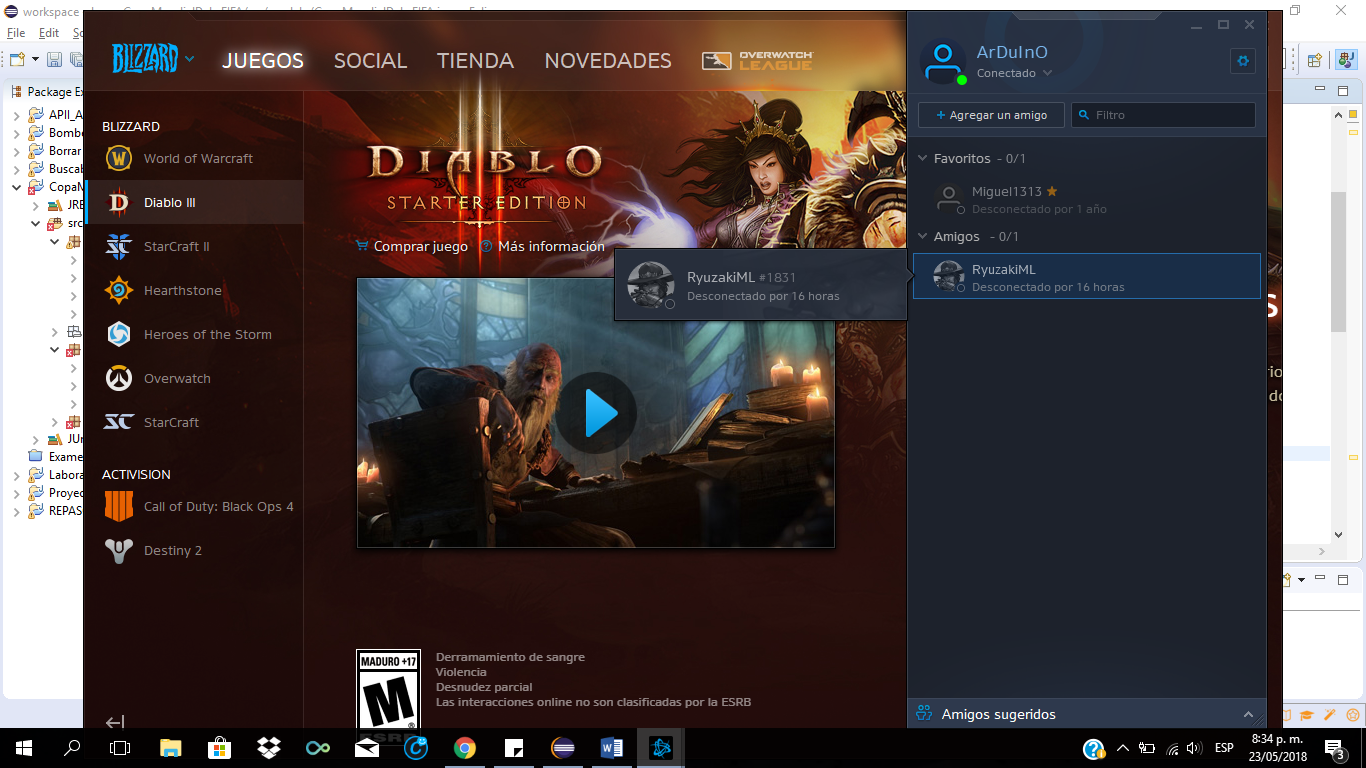 workspace
File Edit
Package Ex
APII_A
Bombe
Borrar
Buscab
CopaM
JRE
src
JUr
Exame
Labora
Proyec
REPAS
BLIZZARD
JUEGOS SOCIAL TIENDA NOVEDADES OVERWATCH LEAGUE
BLIZZARD
World of Warcraft
Diablo III
StarCraft II
Hearthstone
Heroes of the Storm
Overwatch
StarCraft
ACTIVISION
Call of Duty: Black Ops 4
Destiny 2
DIABLO
STARTER EDITION
Comprar juego Más información
RyuzakiML #1831
Desconectado por 16 horas
MADURO +17
M
ESRB
Derramamiento de sangre
Violencia
Desnudez parcial
Las interacciones online no son clasificadas por la ESRB
ArDuInO
Conectado
+ Agregar un amigo Filtro
Favoritos - 0/1
Miguel1313
Desconectado por 1 año
Amigos - 0/1
RyuzakiML
Desconectado por 16 horas
Amigos sugeridos
ESP
8:34 p. m.
23/05/2018
3